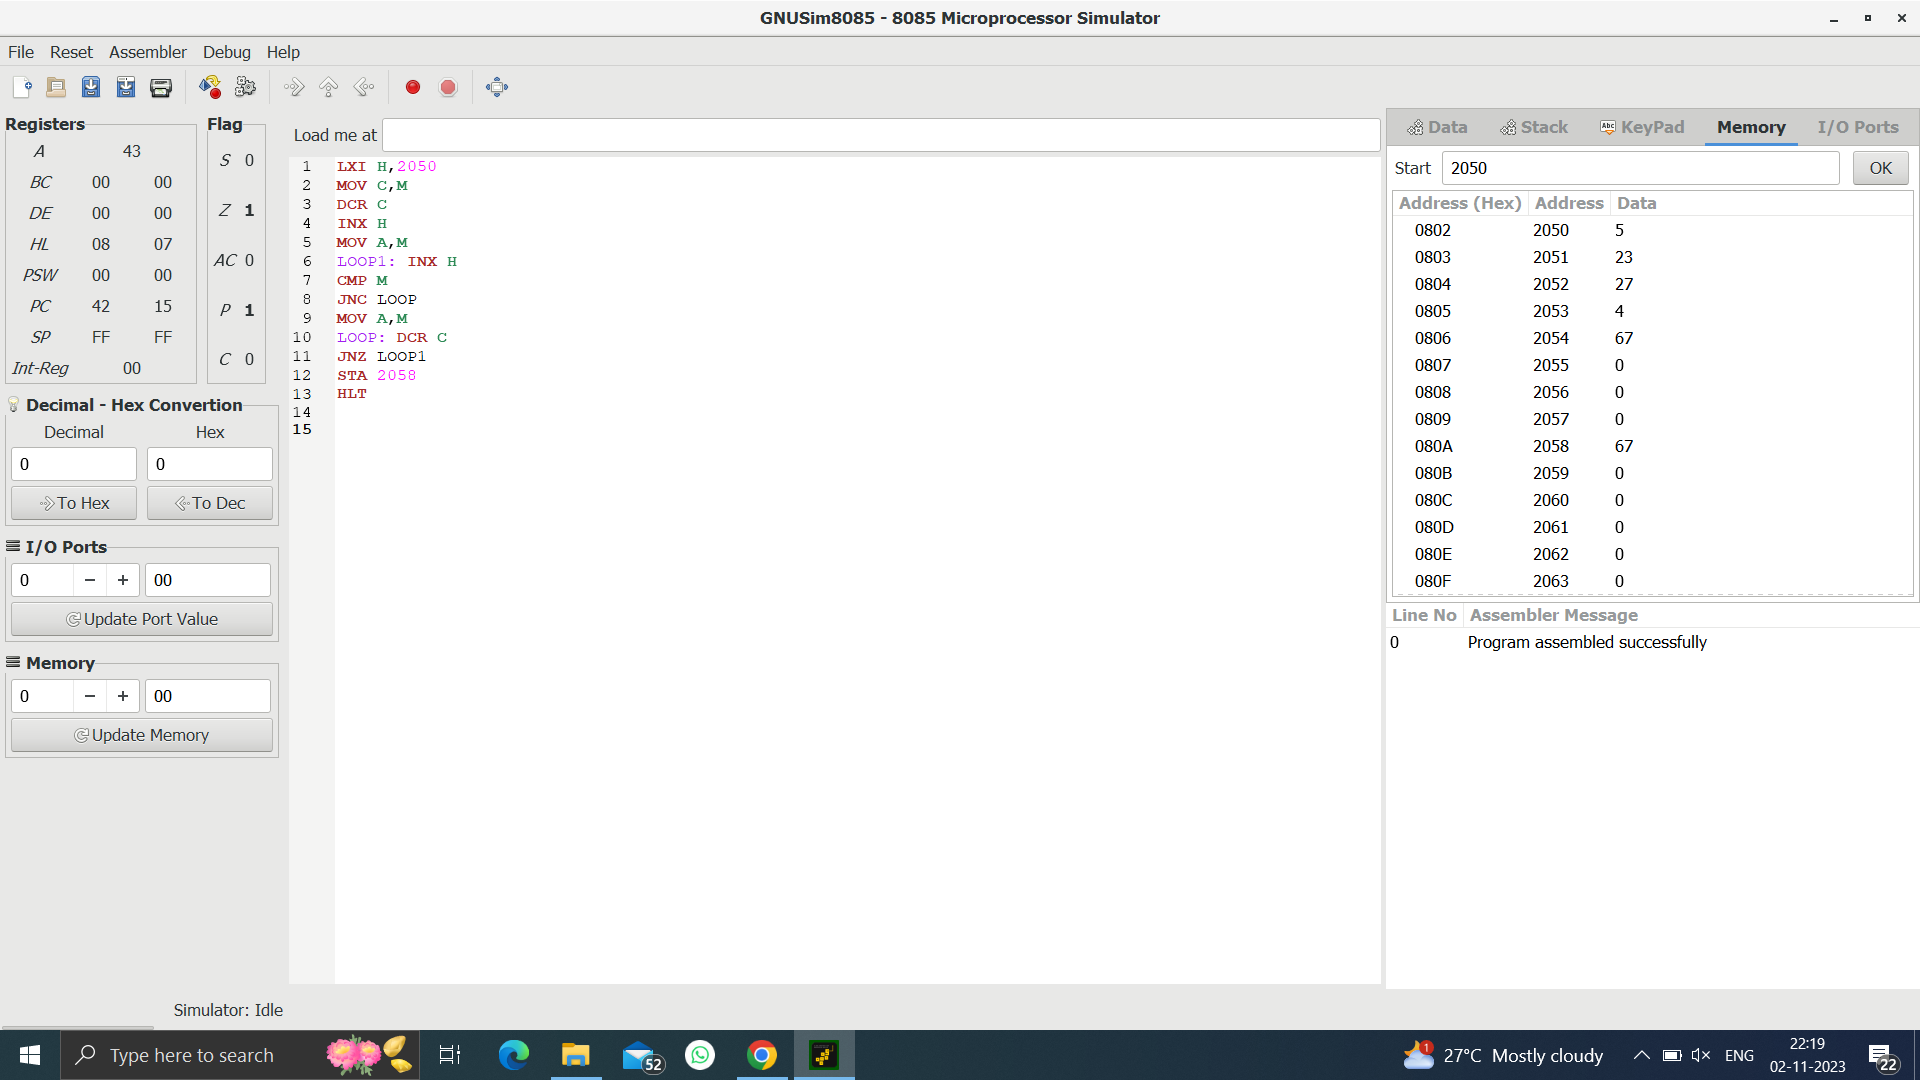 GNUSim8085 - 8085 Microprocessor Simulator
File Reset Assembler Debug Help
Registers
A 43
BC 00 00
DE 00 00
HL 08 07
PSW 00 00
PC 42 15
SP FF FF
Int-Reg 00
Flag
S 0
Z 1
AC 0
P 1
C 0
Decimal - Hex Convertion
Decimal Hex
0 0
To Hex To Dec
I/O Ports
0 − + 00
Update Port Value
Memory
0 − + 00
Update Memory
Load me at
1 LXI H,2050
2 MOV C,M
3 DCR C
4 INX H
5 MOV A,M
6 LOOP1: INX H
7 CMP M
8 JNC LOOP
9 MOV A,M
10 LOOP: DCR C
11 JNZ LOOP1
12 STA 2058
13 HLT
14
15
Data Stack Abc KeyPad Memory I/O Ports
Start 2050 OK
Address (Hex) Address Data
0802 2050 5
0803 2051 23
0804 2052 27
0805 2053 4
0806 2054 67
0807 2055 0
0808 2056 0
0809 2057 0
080A 2058 67
080B 2059 0
080C 2060 0
080D 2061 0
080E 2062 0
080F 2063 0
Line No Assembler Message
0 Program assembled successfully
Simulator: Idle
Type here to search
52
1
27°C Mostly cloudy
ENG
22:19
02-11-2023
22